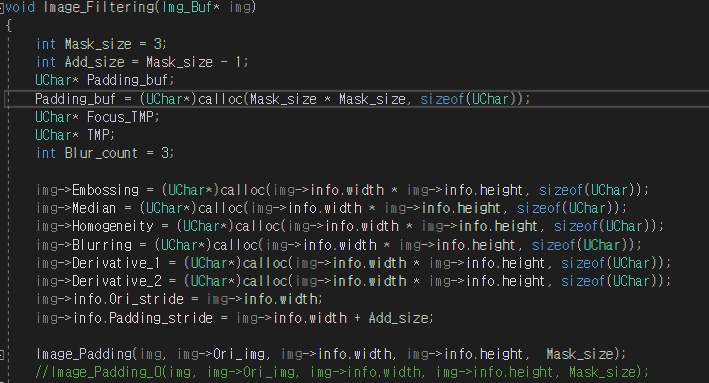 void Image_Filtering(Img_Buf* img)
{
int Mask_size = 3;
int Add_size = Mask_size - 1;
UChar* Padding_buf;
Padding_buf = (UChar*)calloc(Mask_size * Mask_size, sizeof(UChar));
UChar* Focus_TMP;
UChar* TMP;
int Blur_count = 3;
img->Embossing = (UChar*)calloc(img->info.width * img->info.height, sizeof(UChar));
img->Median = (UChar*)calloc(img->info.width * img->info.height, sizeof(UChar));
img->Homogeneity = (UChar*)calloc(img->info.width * img->info.height, sizeof(UChar));
img->Blurring = (UChar*)calloc(img->info.width * img->info.height, sizeof(UChar));
img->Derivative_1 = (UChar*)calloc(img->info.width * img->info.height, sizeof(UChar));
img->Derivative_2 = (UChar*)calloc(img->info.width * img->info.height, sizeof(UChar));
img->info.Ori_stride = img->info.width;
img->info.Padding_stride = img->info.width + Add_size;
Image_Padding(img, img->Ori_img, img->info.width, img->info.height, Mask_size);
//Image_Padding_0(img, img->Ori_img, img->info.width, img->info.height, Mask_size);